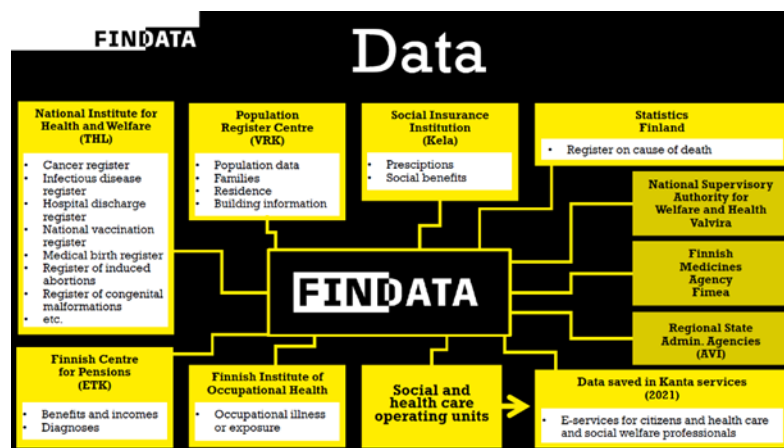 FINDATA
Data
National Institute for
Health and Welfare
(THL)
• Cancer register
• Infectious disease
register
• Hospital discharge
register
• National vaccination
register
• Medical birth register
• Register of induced
abortions
• Register of congenital
malformations
• etc.
Population
Register Centre
(VRK)
• Population data
• Families
• Residence
• Building information
Social Insurance
Institution
(Kela)
• Presciptions
• Social benefits
Statistics
Finland
• Register on cause of death
National Supervisory
Authority for
Welfare and Health
Valvira
Finnish
Medicines
Agency
Fimea
Regional State
Admin. Agencies
(AVI)
FINDATA
Finnish Centre
for Pensions
(ETK)
• Benefits and incomes
• Diagnoses
Finnish Institute of
Occupational Health
• Occupational illness
or exposure
Social and
health care
operating units
Data saved in Kanta services
(2021)
• E-services for citizens and health care
and social welfare professionals